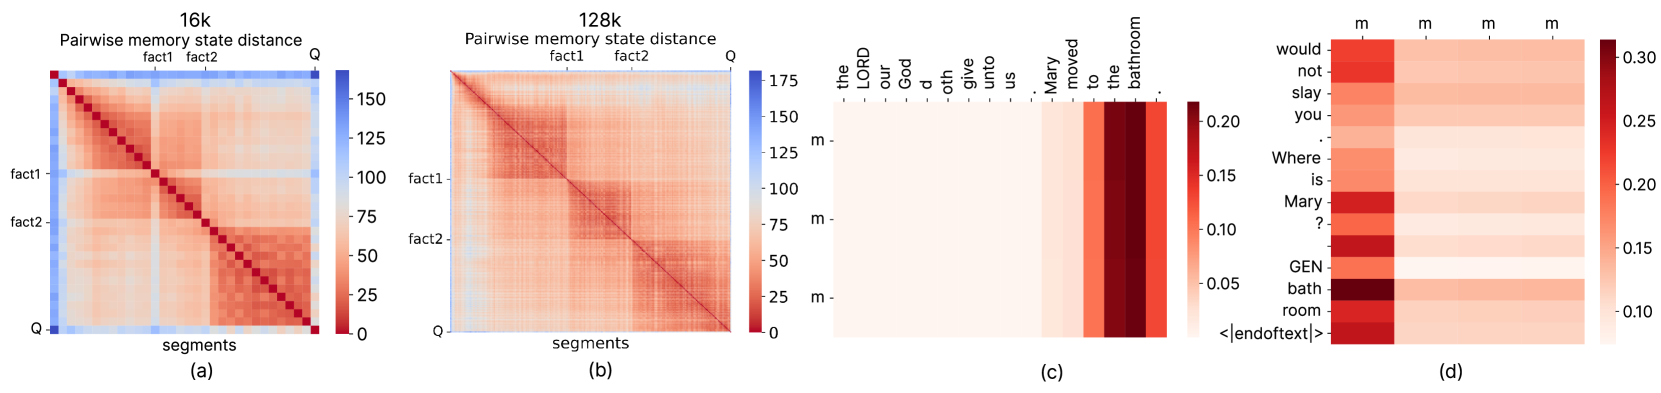 16k
Pairwise memory state distance
fact1 fact2 Q
fact1
fact2
Q
segments
150
125
100
75
50
25
0
(a)
128k
Pairwise memory state distance
fact1 fact2 Q
fact1
fact2
Q
segments
175
150
125
100
75
50
25
0
(b)
the
LORD
our
God
d
oth
give
unto
us
.
Mary
moved
to
the
bathroom
.
m
m
m
0.20
0.15
0.10
0.05
(c)
m m m m
would
not
slay
you
.
Where
is
Mary
?
GEN
bath
room
<|endoftext|>
0.30
0.25
0.20
0.15
0.10
(d)